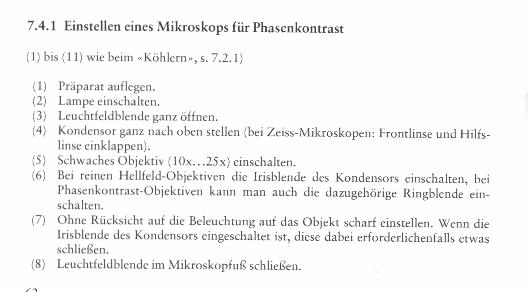 7.4.1 Einstellen eines Mikroskops für Phasenkontrast
(1) bis (11) wie beim «Köhlern», s. 7.2.1)
(1) Präparat auflegen.
(2) Lampe einschalten.
(3) Leuchtfeldblende ganz öffnen.
(4) Kondensor ganz nach oben stellen (bei Zeiss-Mikroskopen: Frontlinse und Hilfs-
linse einklappen).
(5) Schwaches Objektiv (10x...25x) einschalten.
(6) Bei reinen Hellfeld-Objektiven die Irisblende des Kondensors einschalten, bei
Phasenkontrast-Objektiven kann man auch die dazugehörige Ringblende ein-
schalten.
(7) Ohne Rücksicht auf die Beleuchtung auf das Objekt scharf einstellen. Wenn die
Irisblende des Kondensors eingeschaltet ist, diese dabei erforderlichenfalls etwas
schließen.
(8) Leuchtfeldblende im Mikroskopfuß schließen.